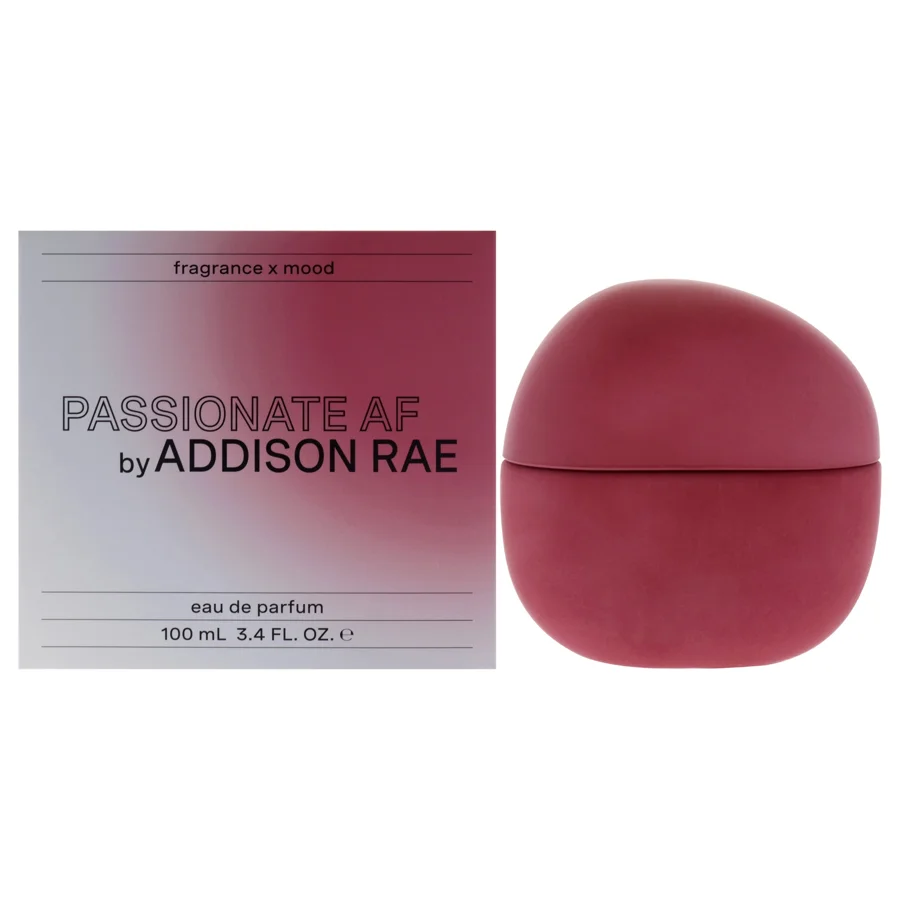 fragrance x mood
PASSIONATE AF
by ADDISON RAE
eau de parfum
100 mL 3.4 FL. OZ. ℮